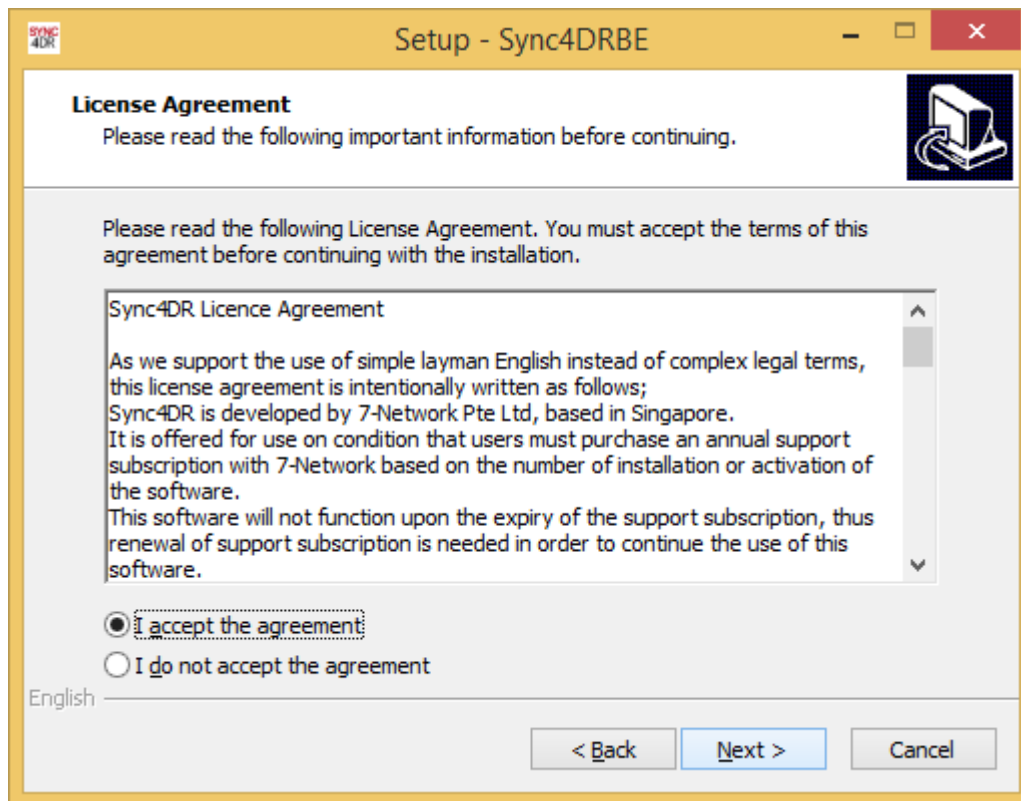 SYNC
4DR
Setup - Sync4DRBE
License Agreement
Please read the following important information before continuing.
Please read the following License Agreement. You must accept the terms of this
agreement before continuing with the installation.
Sync4DR Licence Agreement
As we support the use of simple layman English instead of complex legal terms,
this license agreement is intentionally written as follows;
Sync4DR is developed by 7-Network Pte Ltd, based in Singapore.
It is offered for use on condition that users must purchase an annual support
subscription with 7-Network based on the number of installation or activation of
the software.
This software will not function upon the expiry of the support subscription, thus
renewal of support subscription is needed in order to continue the use of this
software.
I accept the agreement
I do not accept the agreement
English
< Back
Next >
Cancel